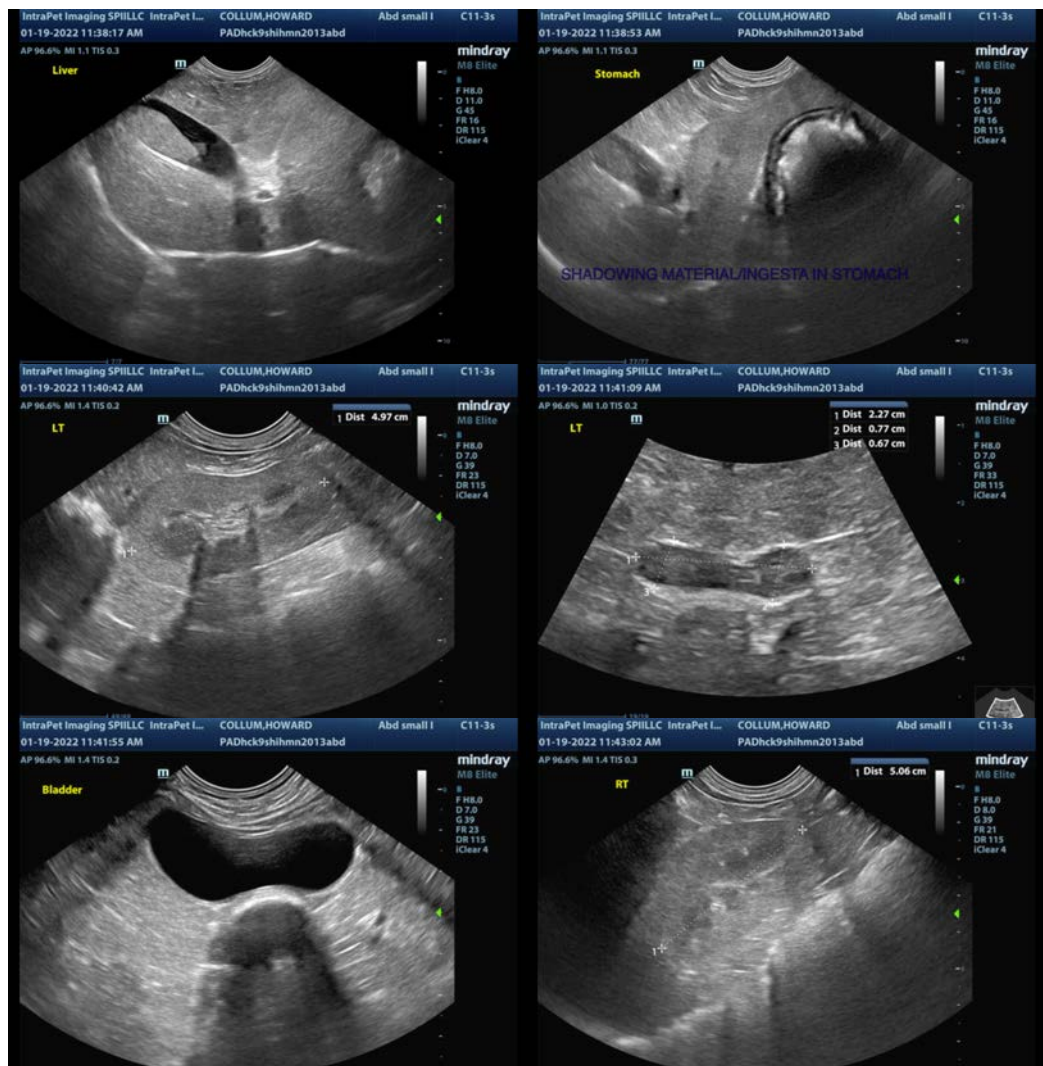 IntraPet Imaging SPIILLC IntraPet I... COLLUM,HOWARD Abd small I C11-3s
01-19-2022 11:38:17 AM PADhck9shihmn2013abd
AP 96.6% MI 1.1 TIS 0.3 mindray
M8 Elite
Liver
m
B
F H8.0
D 11.0
G 45
FR 16
DR 115
iClear 4
0
5
10
IntraPet Imaging SPIILLC IntraPet I... COLLUM,HOWARD Abd small I C11-3s
01-19-2022 11:38:53 AM PADhck9shihmn2013abd
AP 96.6% MI 1.1 TIS 0.3 mindray
M8 Elite
Stomach
m
B
F H8.0
D 11.0
G 45
FR 16
DR 115
iClear 4
SHADOWING MATERIAL/INGESTA IN STOMACH
10
IntraPet Imaging SPIILLC IntraPet I... COLLUM,HOWARD Abd small I C11-3s
01-19-2022 11:40:42 AM PADhck9shihmn2013abd
AP 96.6% MI 1.4 TIS 0.2 mindray
M8 Elite
LT
m
1 Dist 4.97 cm
B
F H8.0
D 7.0
G 39
FR 23
DR 115
iClear 4
1
IntraPet Imaging SPIILLC IntraPet I... COLLUM,HOWARD Abd small I C11-3s
01-19-2022 11:41:09 AM PADhck9shihmn2013abd
AP 96.6% MI 1.0 TIS 0.2 mindray
M8 Elite
LT
m
1 Dist 2.27 cm
2 Dist 0.77 cm
3 Dist 0.67 cm
B
F H8.0
D 7.0
G 39
FR 33
DR 115
iClear 4
1
3
IntraPet Imaging SPIILLC IntraPet I... COLLUM,HOWARD Abd small I C11-3s
01-19-2022 11:41:55 AM PADhck9shihmn2013abd
AP 96.6% MI 1.4 TIS 0.2 mindray
M8 Elite
Bladder
m
B
F H8.0
D 7.0
G 39
FR 23
DR 115
iClear 4
IntraPet Imaging SPIILLC IntraPet I... COLLUM,HOWARD Abd small I C11-3s
01-19-2022 11:43:02 AM PADhck9shihmn2013abd
AP 96.6% MI 1.4 TIS 0.3 mindray
M8 Elite
RT
m
1 Dist 5.06 cm
B
F H8.0
D 8.0
G 39
FR 21
DR 115
iClear 4
1